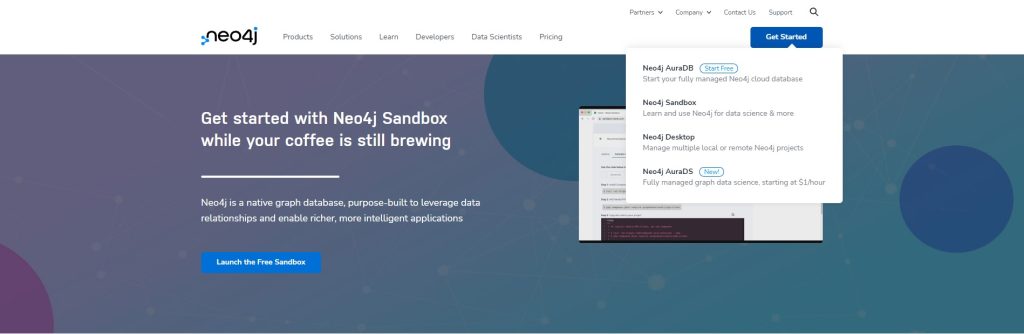 Partners Company Contact Us Support
neo4j Products Solutions Learn Developers Data Scientists Pricing Get Started
Neo4j AuraDB Start Free
Start your fully managed Neo4j cloud database
Neo4j Sandbox
Learn and use Neo4j for data science & more
Neo4j Desktop
Manage multiple local or remote Neo4j projects
Neo4j AuraDS New!
Fully managed graph data science, starting at $1/hour
Get started with Neo4j Sandbox
while your coffee is still brewing
Neo4j is a native graph database, purpose-built to leverage data
relationships and enable richer, more intelligent applications
Launch the Free Sandbox